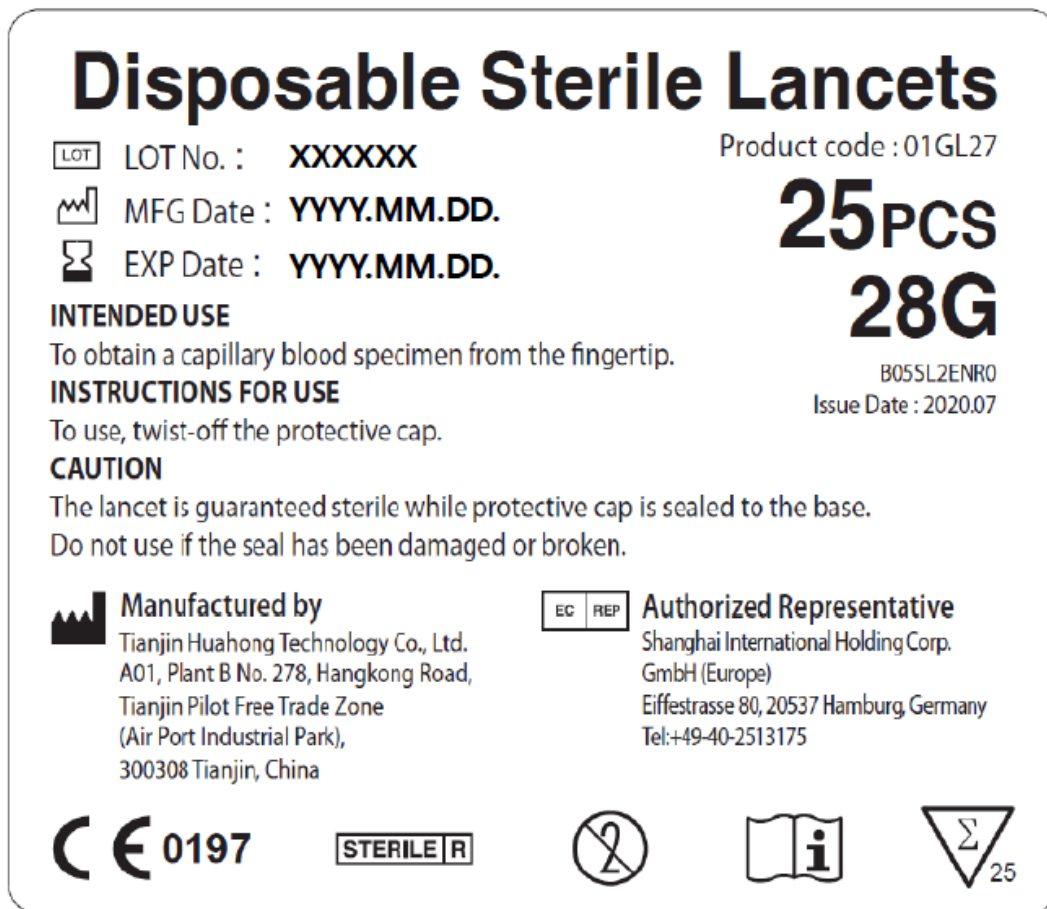 Disposable Sterile Lancets
LOT LOT No. : XXXXXX
MFG Date : YYYY.MM.DD.
EXP Date : YYYY.MM.DD.
Product code : 01GL27
25PCS
28G
B05SL2ENR0
Issue Date : 2020.07
INTENDED USE
To obtain a capillary blood specimen from the fingertip.
INSTRUCTIONS FOR USE
To use, twist-off the protective cap.
CAUTION
The lancet is guaranteed sterile while protective cap is sealed to the base.
Do not use if the seal has been damaged or broken.
Manufactured by
Tianjin Huahong Technology Co., Ltd.
A01, Plant B No. 278, Hangkong Road,
Tianjin Pilot Free Trade Zone
(Air Port Industrial Park),
300308 Tianjin, China
EC REP Authorized Representative
Shanghai International Holding Corp.
GmbH (Europe)
Eiffestrasse 80, 20537 Hamburg, Germany
Tel:+49-40-2513175
CE 0197
STERILE R
2
i
Σ 25